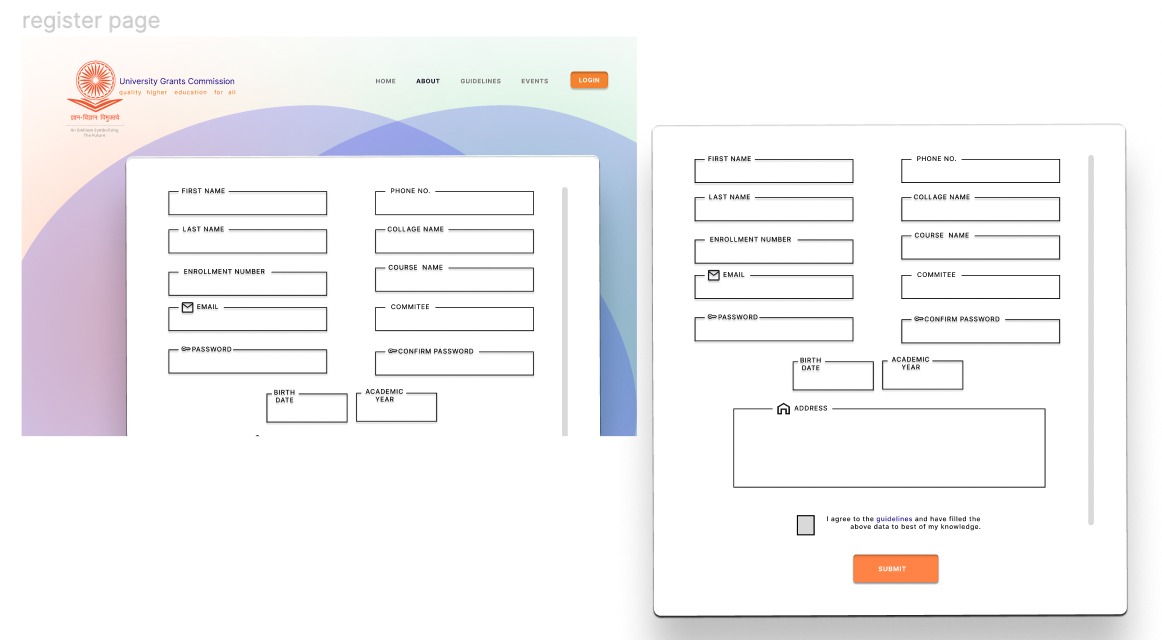 register page
University Grants Commission
quality higher education for all
ज्ञान-विज्ञान विमुक्तये
An Emblem Symbolizing
The Future
HOME
ABOUT
GUIDELINES
EVENTS
LOGIN
FIRST NAME
PHONE NO.
LAST NAME
COLLAGE NAME
ENROLLMENT NUMBER
COURSE NAME
EMAIL
COMMITEE
PASSWORD
CONFIRM PASSWORD
BIRTH
DATE
ACADEMIC
YEAR
FIRST NAME
PHONE NO.
LAST NAME
COLLAGE NAME
ENROLLMENT NUMBER
COURSE NAME
EMAIL
COMMITEE
PASSWORD
CONFIRM PASSWORD
BIRTH
DATE
ACADEMIC
YEAR
ADDRESS
I agree to the guidelines and have filled the
above data to best of my knowledge.
SUBMIT